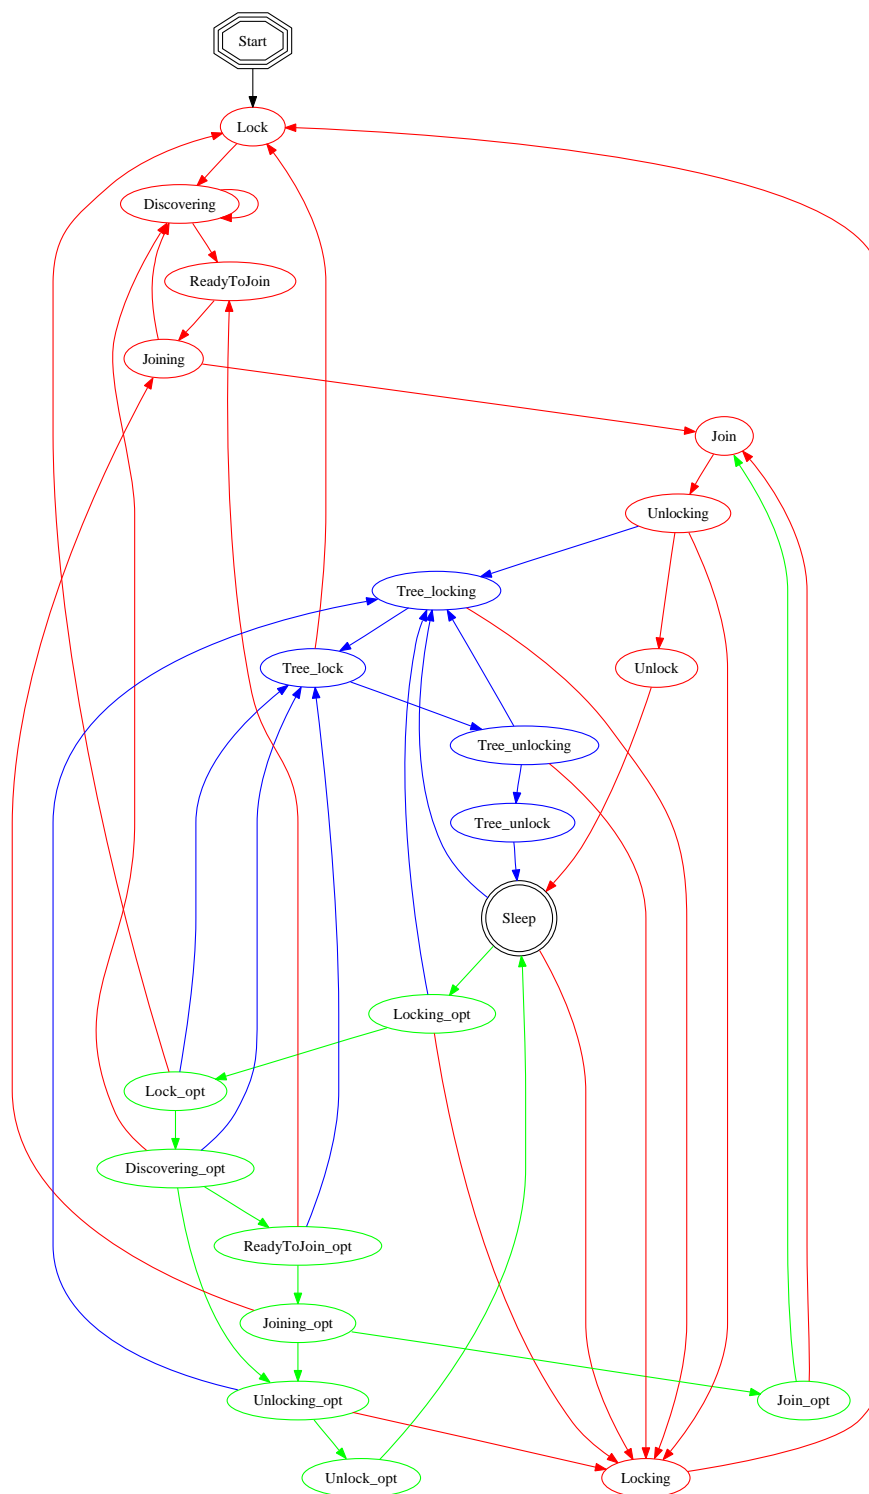 Start
Lock
Discovering
ReadyToJoin
Joining
Join
Unlocking
Tree_locking
Tree_lock
Unlock
Tree_unlocking
Tree_unlock
Sleep
Locking_opt
Lock_opt
Discovering_opt
ReadyToJoin_opt
Joining_opt
Unlocking_opt
Join_opt
Unlock_opt
Locking